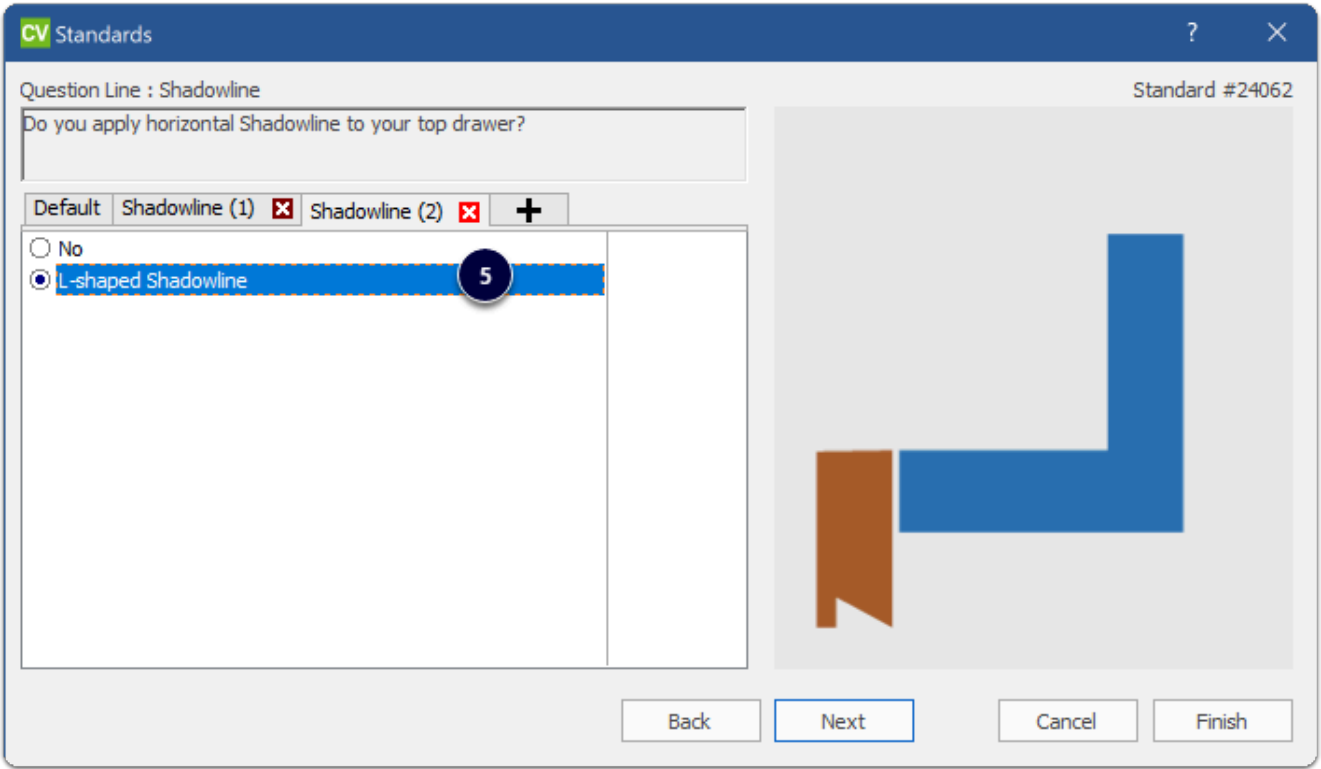 CV Standards ?
Question Line : Shadowline Standard #24062
Do you apply horizontal Shadowline to your top drawer?
Default Shadowline (1) Shadowline (2) +
No
L-shaped Shadowline 5
Back Next Cancel Finish